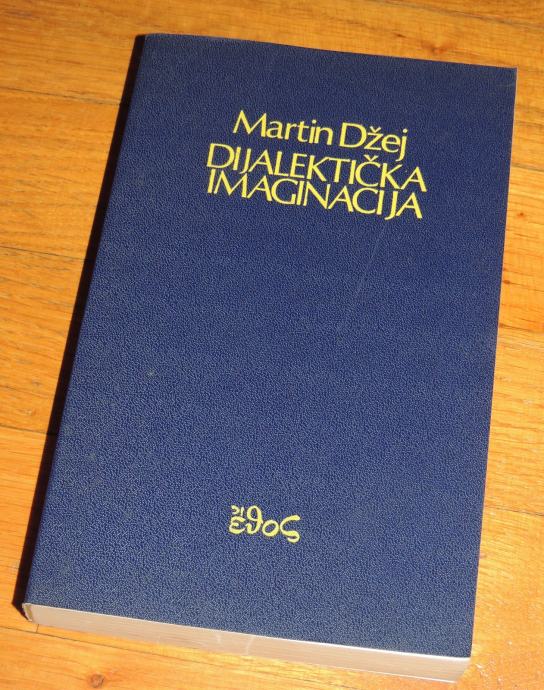 Martin Džej
DIJALEKTIČKA
IMAGINACIJA
ἔϑος